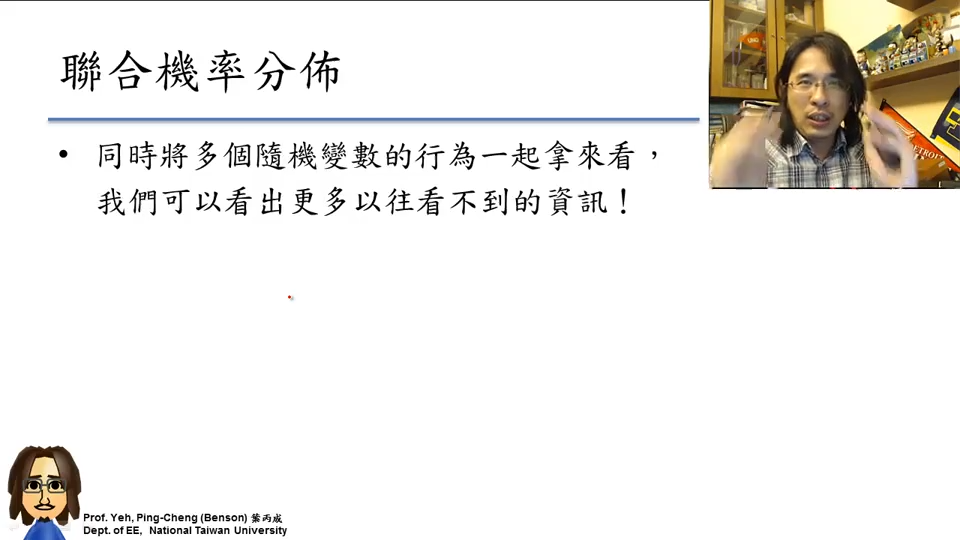 聯合機率分佈
• 同時將多個隨機變數的行為一起拿來看，
我們可以看出更多以往看不到的資訊！
Prof. Yeh, Ping-Cheng (Benson) 葉丙成
Dept. of EE, National Taiwan University